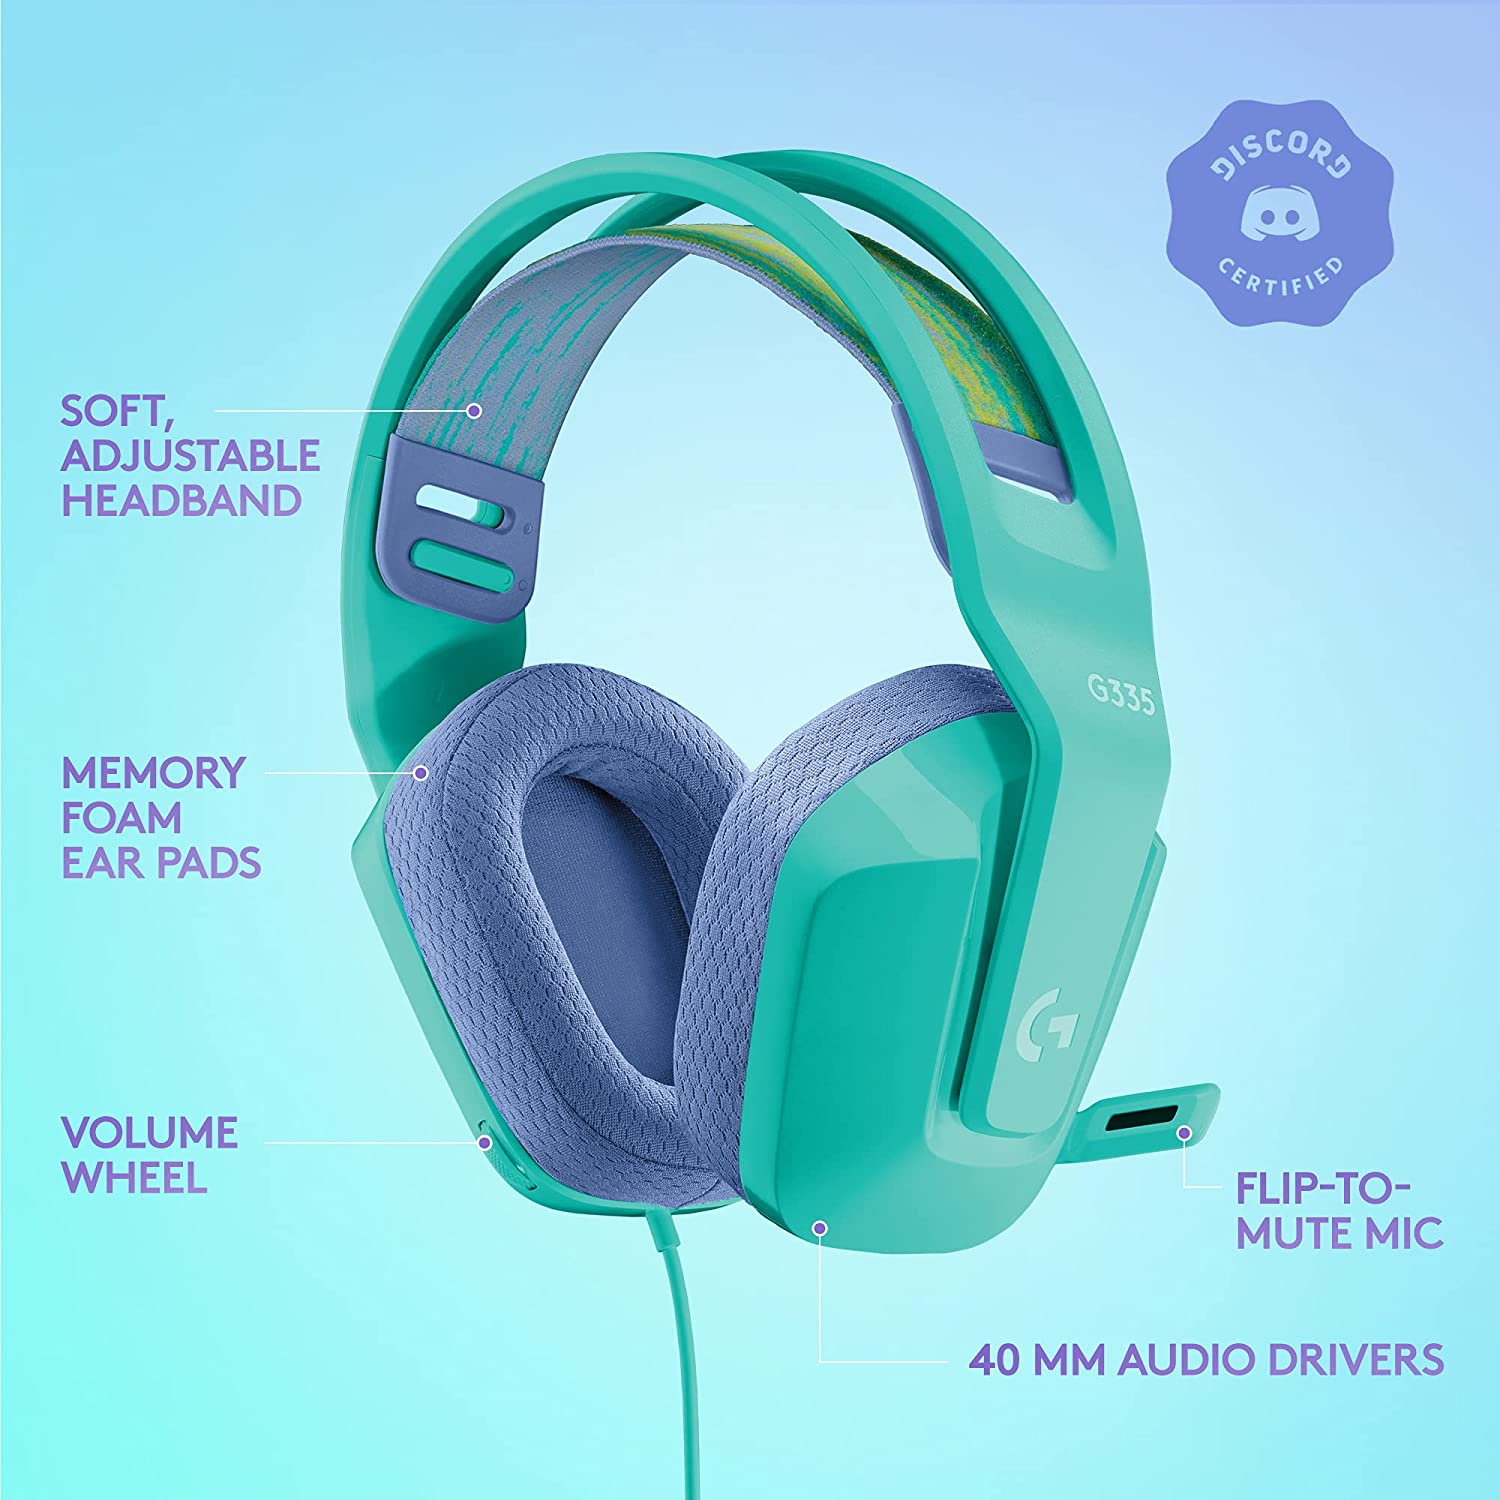 DISCORD
CERTIFIED
SOFT,
ADJUSTABLE
HEADBAND
G335
MEMORY
FOAM
EAR PADS
VOLUME
WHEEL
G
FLIP-TO-
MUTE MIC
40 MM AUDIO DRIVERS